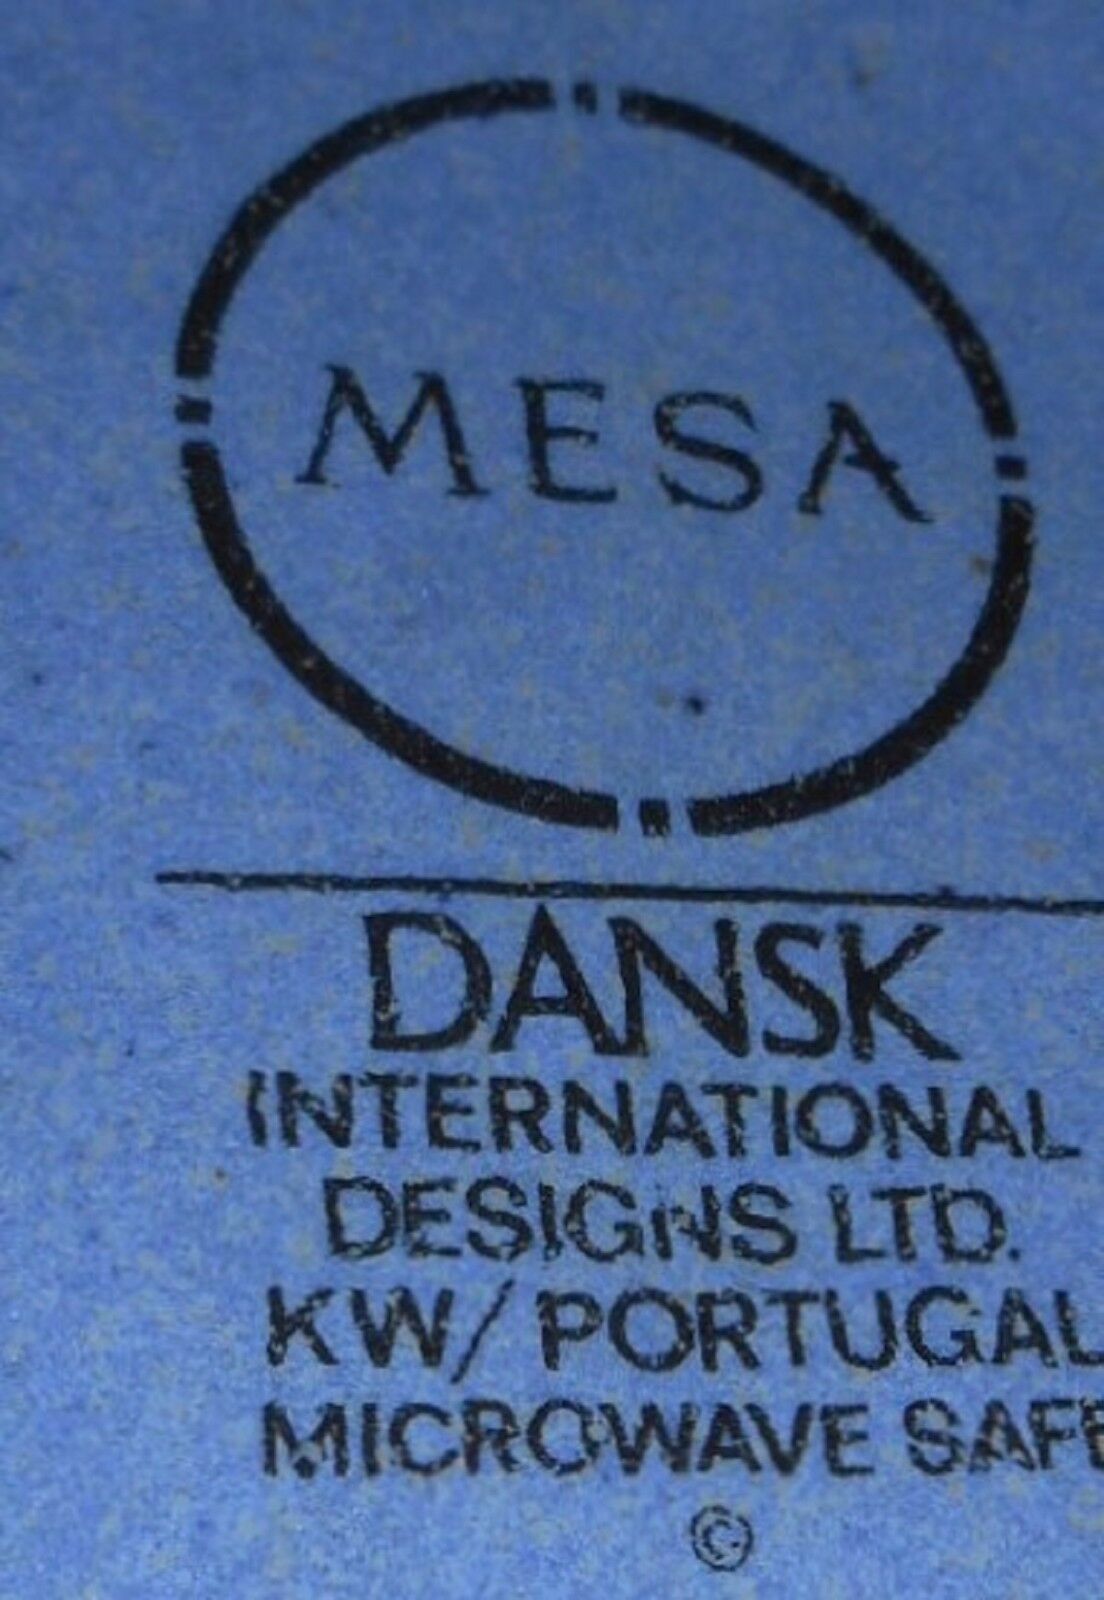 MESA
DANSK
INTERNATIONAL
DESIGNS LTD.
KW/PORTUGAL
MICROWAVE SAFE
©